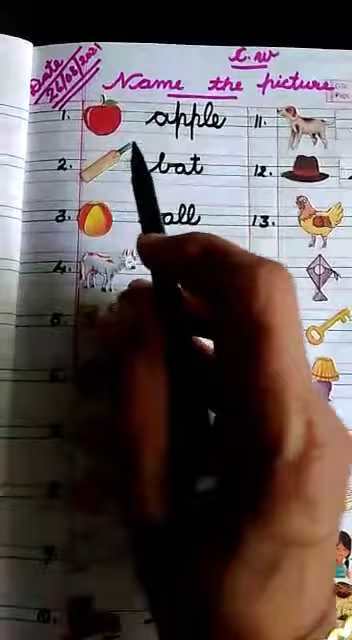 C.W
Date
26/08/2021
Name the picture
1. apple 11.
2. bat 12.
3. all 13.
4.